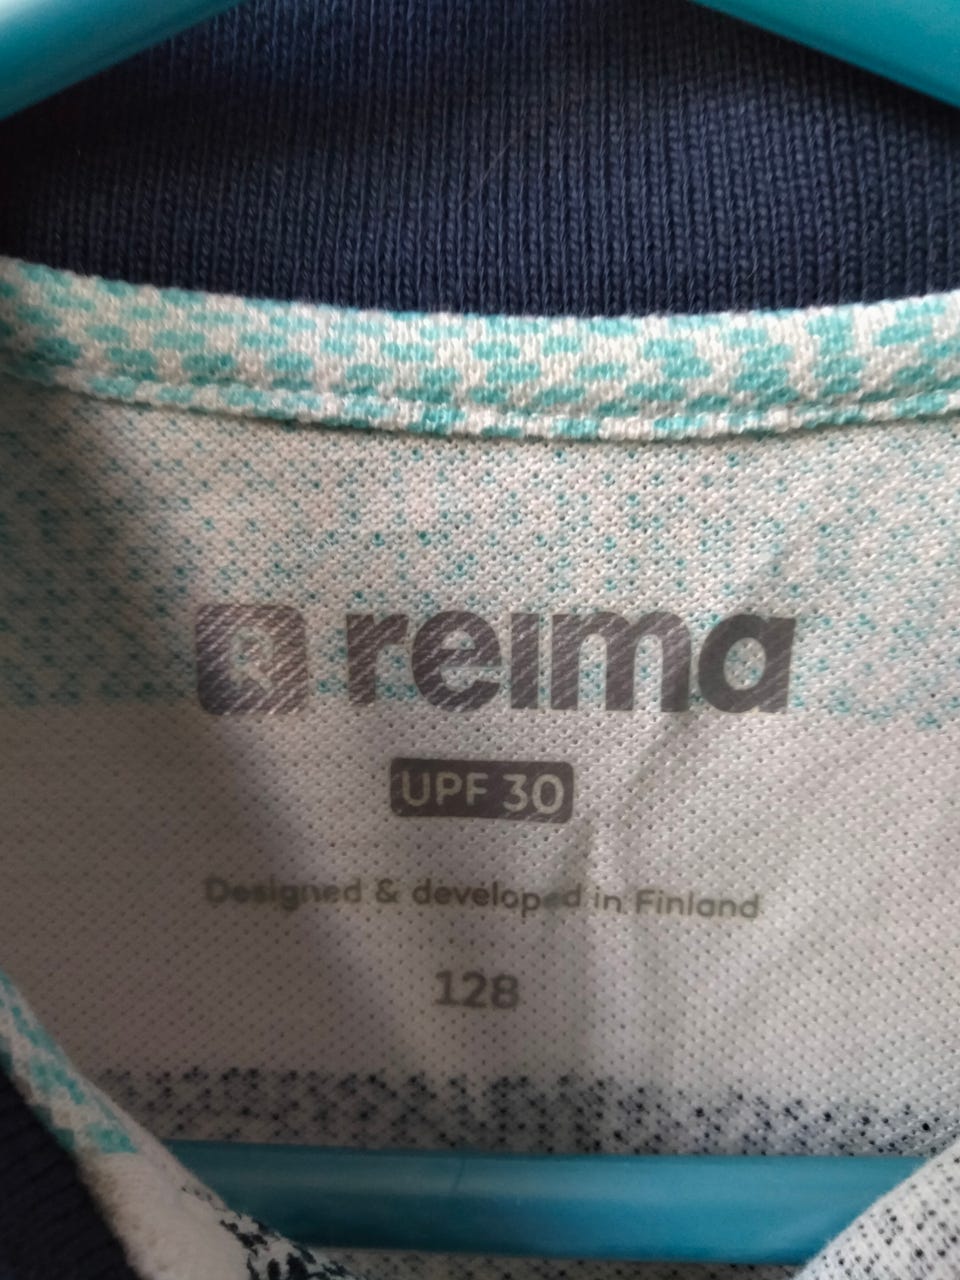 reima
UPF 30
Designed & developed in Finland
128